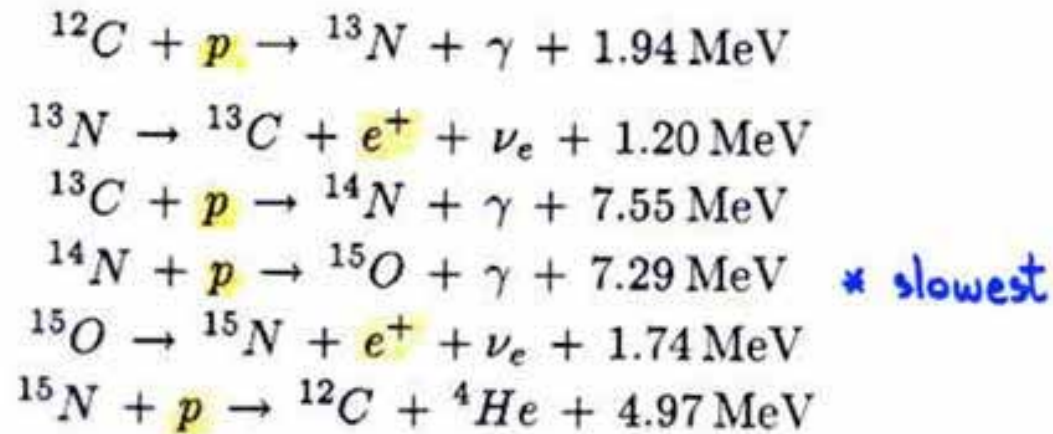 ¹²C + p → ¹³N + γ + 1.94 MeV
¹³N → ¹³C + e⁺ + νₑ + 1.20 MeV
¹³C + p → ¹⁴N + γ + 7.55 MeV
¹⁴N + p → ¹⁵O + γ + 7.29 MeV * slowest
¹⁵O → ¹⁵N + e⁺ + νₑ + 1.74 MeV
¹⁵N + p → ¹²C + ⁴He + 4.97 MeV